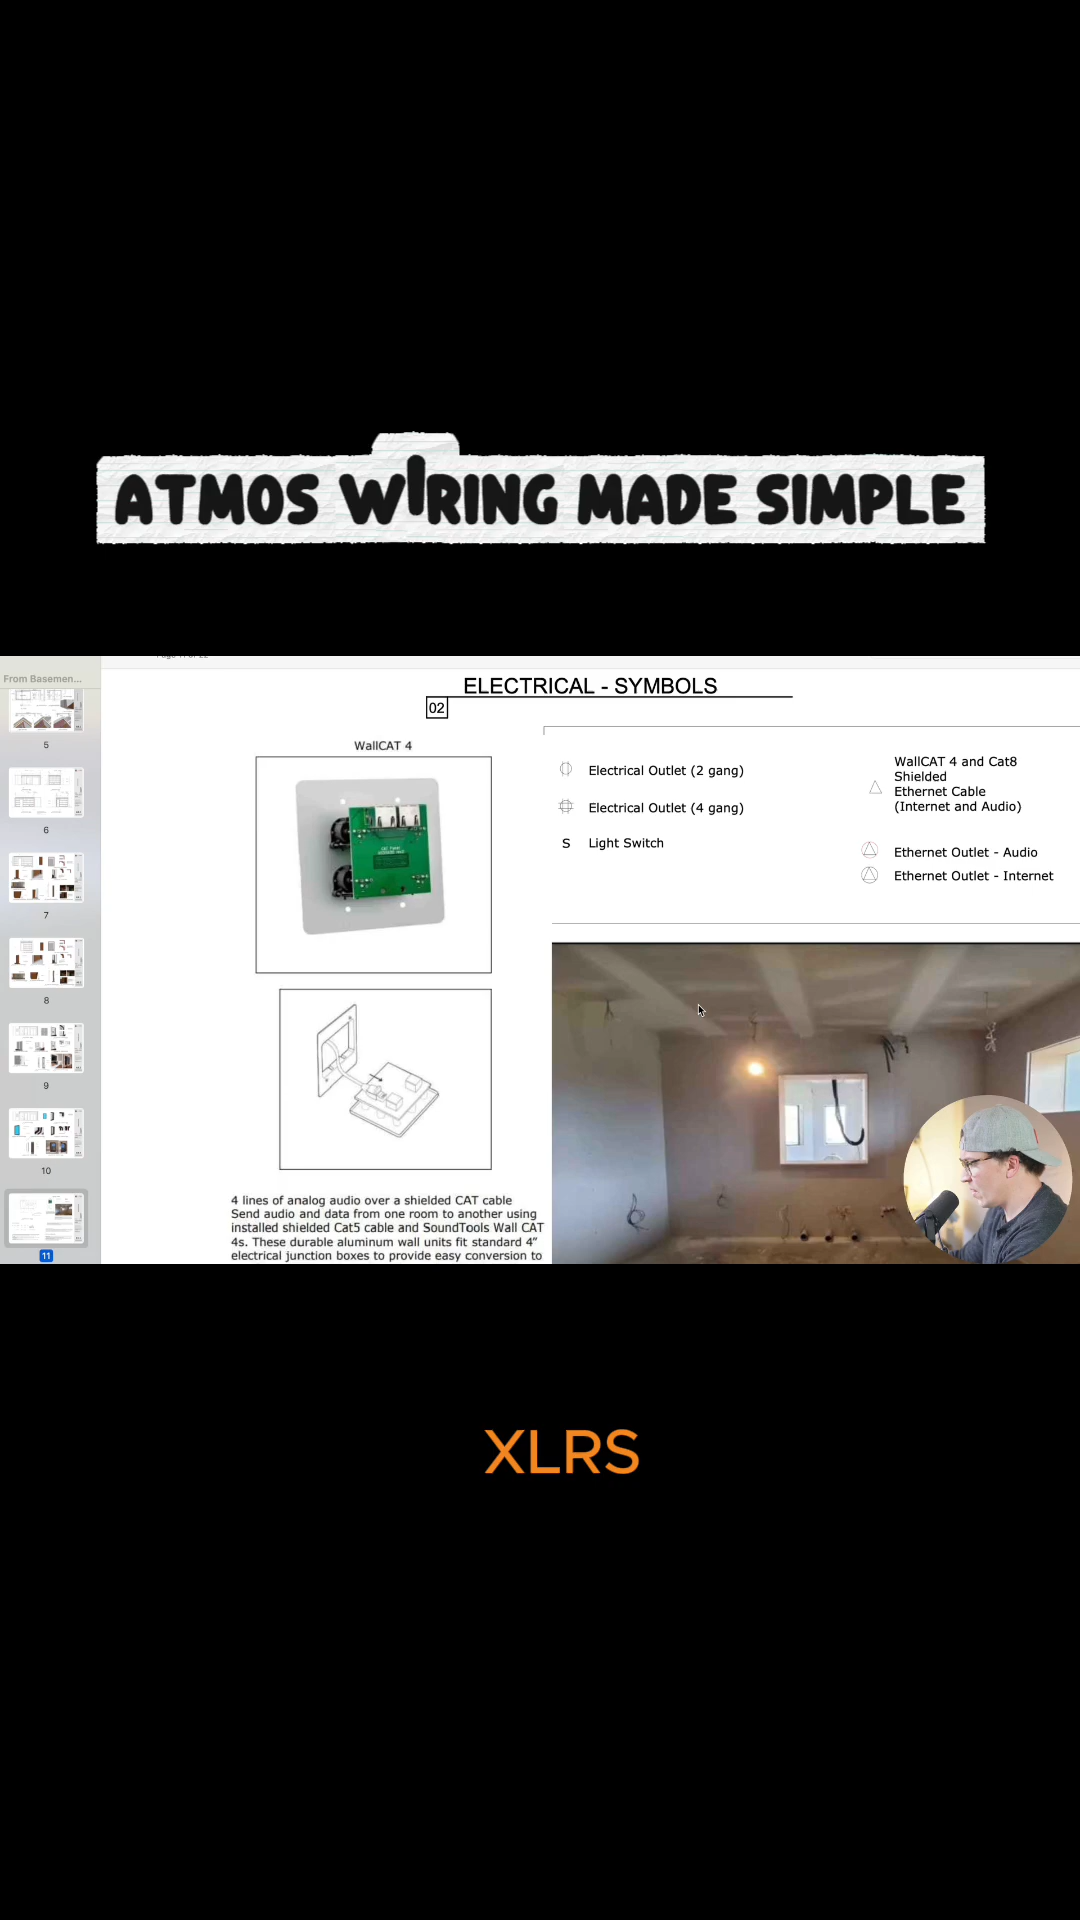 ATMOS WIRING MADE SIMPLE
From Basemen...
5
6
7
8
9
10
11
ELECTRICAL - SYMBOLS
02
WallCAT 4
4 lines of analog audio over a shielded CAT cable
Send audio and data from one room to another using
installed shielded Cat5 cable and SoundTools Wall CAT
4s. These durable aluminum wall units fit standard 4"
electrical junction boxes to provide easy conversion to
Electrical Outlet (2 gang)
Electrical Outlet (4 gang)
S Light Switch
WallCAT 4 and Cat8
Shielded
Ethernet Cable
(Internet and Audio)
Ethernet Outlet - Audio
Ethernet Outlet - Internet
XLRS